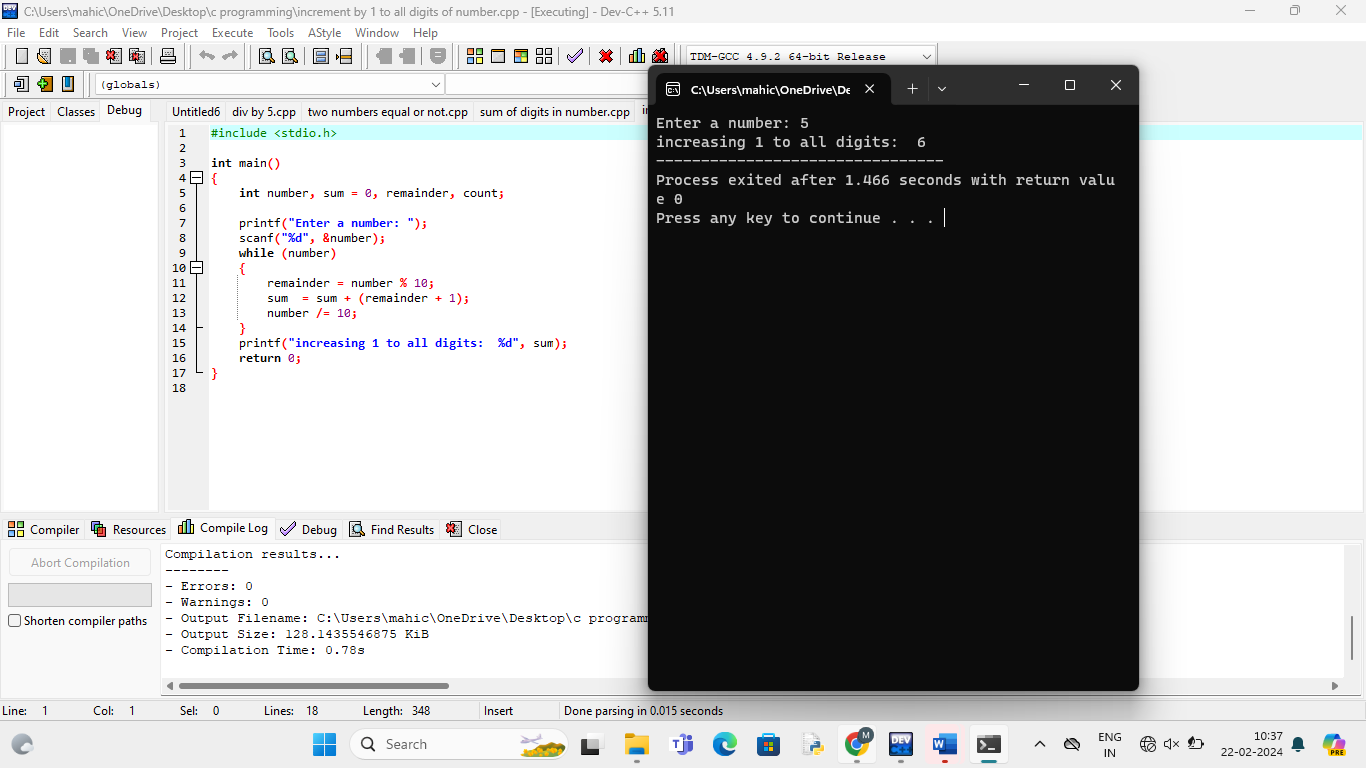 C:\Users\mahic\OneDrive\Desktop\c programming\increment by 1 to all digits of number.cpp - [Executing] - Dev-C++ 5.11
File Edit Search View Project Execute Tools AStyle Window Help
TDM-GCC 4.9.2 64-bit Release
(globals)
Project Classes Debug
Untitled6 div by 5.cpp two numbers equal or not.cpp sum of digits in number.cpp
1 #include <stdio.h>
2
3 int main()
4 {
5 int number, sum = 0, remainder, count;
6
7 printf("Enter a number: ");
8 scanf("%d", &number);
9 while (number)
10 {
11 remainder = number % 10;
12 sum = sum + (remainder + 1);
13 number /= 10;
14 }
15 printf("increasing 1 to all digits:  %d", sum);
16 return 0;
17 }
18
C:\Users\mahic\OneDrive\De
Enter a number: 5
increasing 1 to all digits:  6
--------------------------------
Process exited after 1.466 seconds with return valu
e 0
Press any key to continue . . .
Compiler Resources Compile Log Debug Find Results Close
Abort Compilation
Shorten compiler paths
Compilation results...
--------
- Errors: 0
- Warnings: 0
- Output Filename: C:\Users\mahic\OneDrive\Desktop\c program
- Output Size: 128.1435546875 KiB
- Compilation Time: 0.78s
Line: 1 Col: 1 Sel: 0 Lines: 18 Length: 348 Insert Done parsing in 0.015 seconds
Search
DEV
M
W
PRE
ENG
IN
10:37
22-02-2024